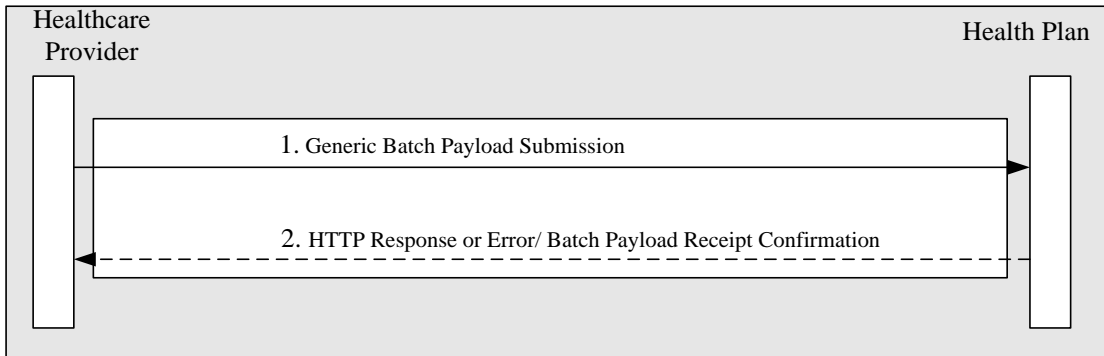 Healthcare
Provider
Health Plan
1. Generic Batch Payload Submission
2. HTTP Response or Error/ Batch Payload Receipt Confirmation